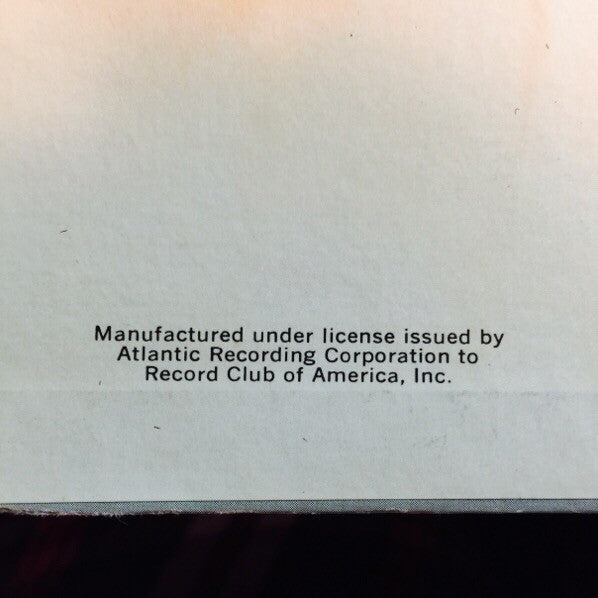 Manufactured under license issued by
Atlantic Recording Corporation to
Record Club of America, Inc.